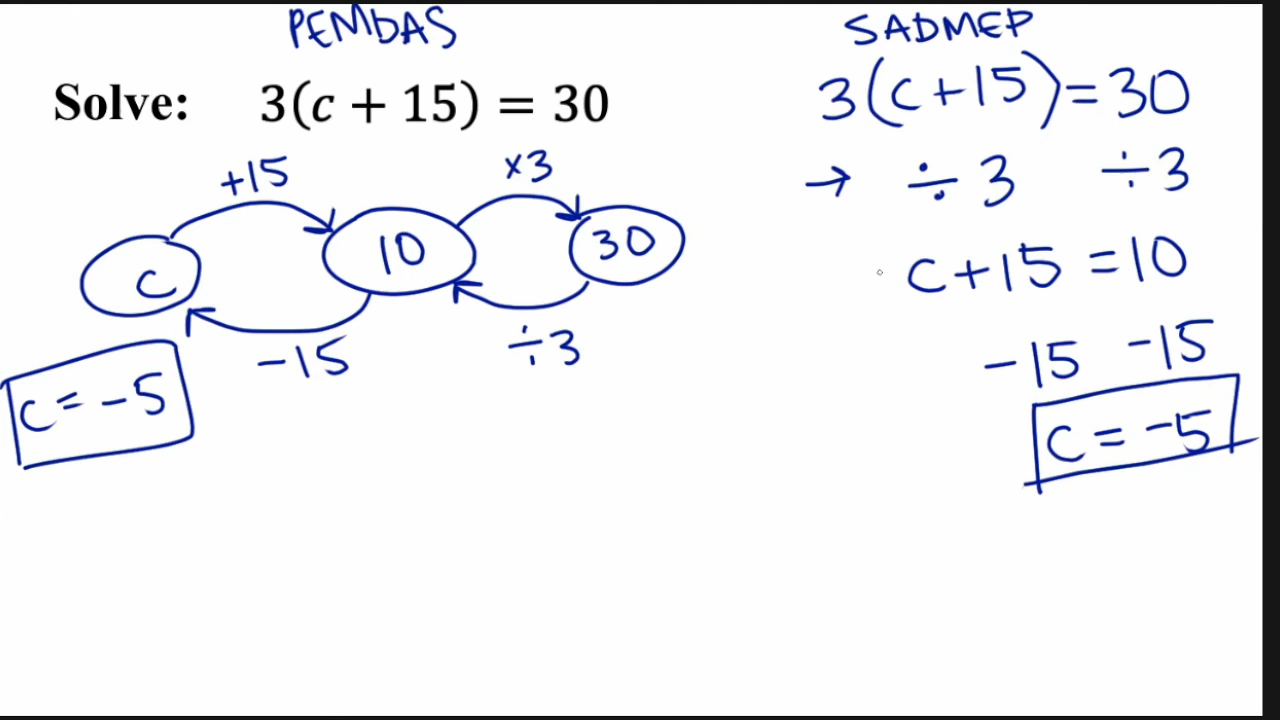 PEMDAS
SADMEP
Solve: 3(c + 15) = 30
3(c+15)=30
+15
×3
→ ÷3 ÷3
c
10
30
c+15 =10
-15
÷3
-15 -15
c = -5
c = -5